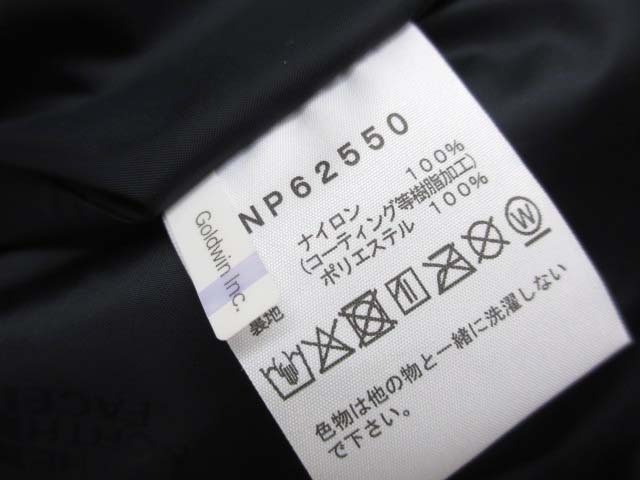 NP62550
Goldwin Inc.
表地
ナイロン 100%
(コーティング等樹脂加工)
ポリエステル 100%
W
色物は他の物と一緒に洗濯しない
で下さい。